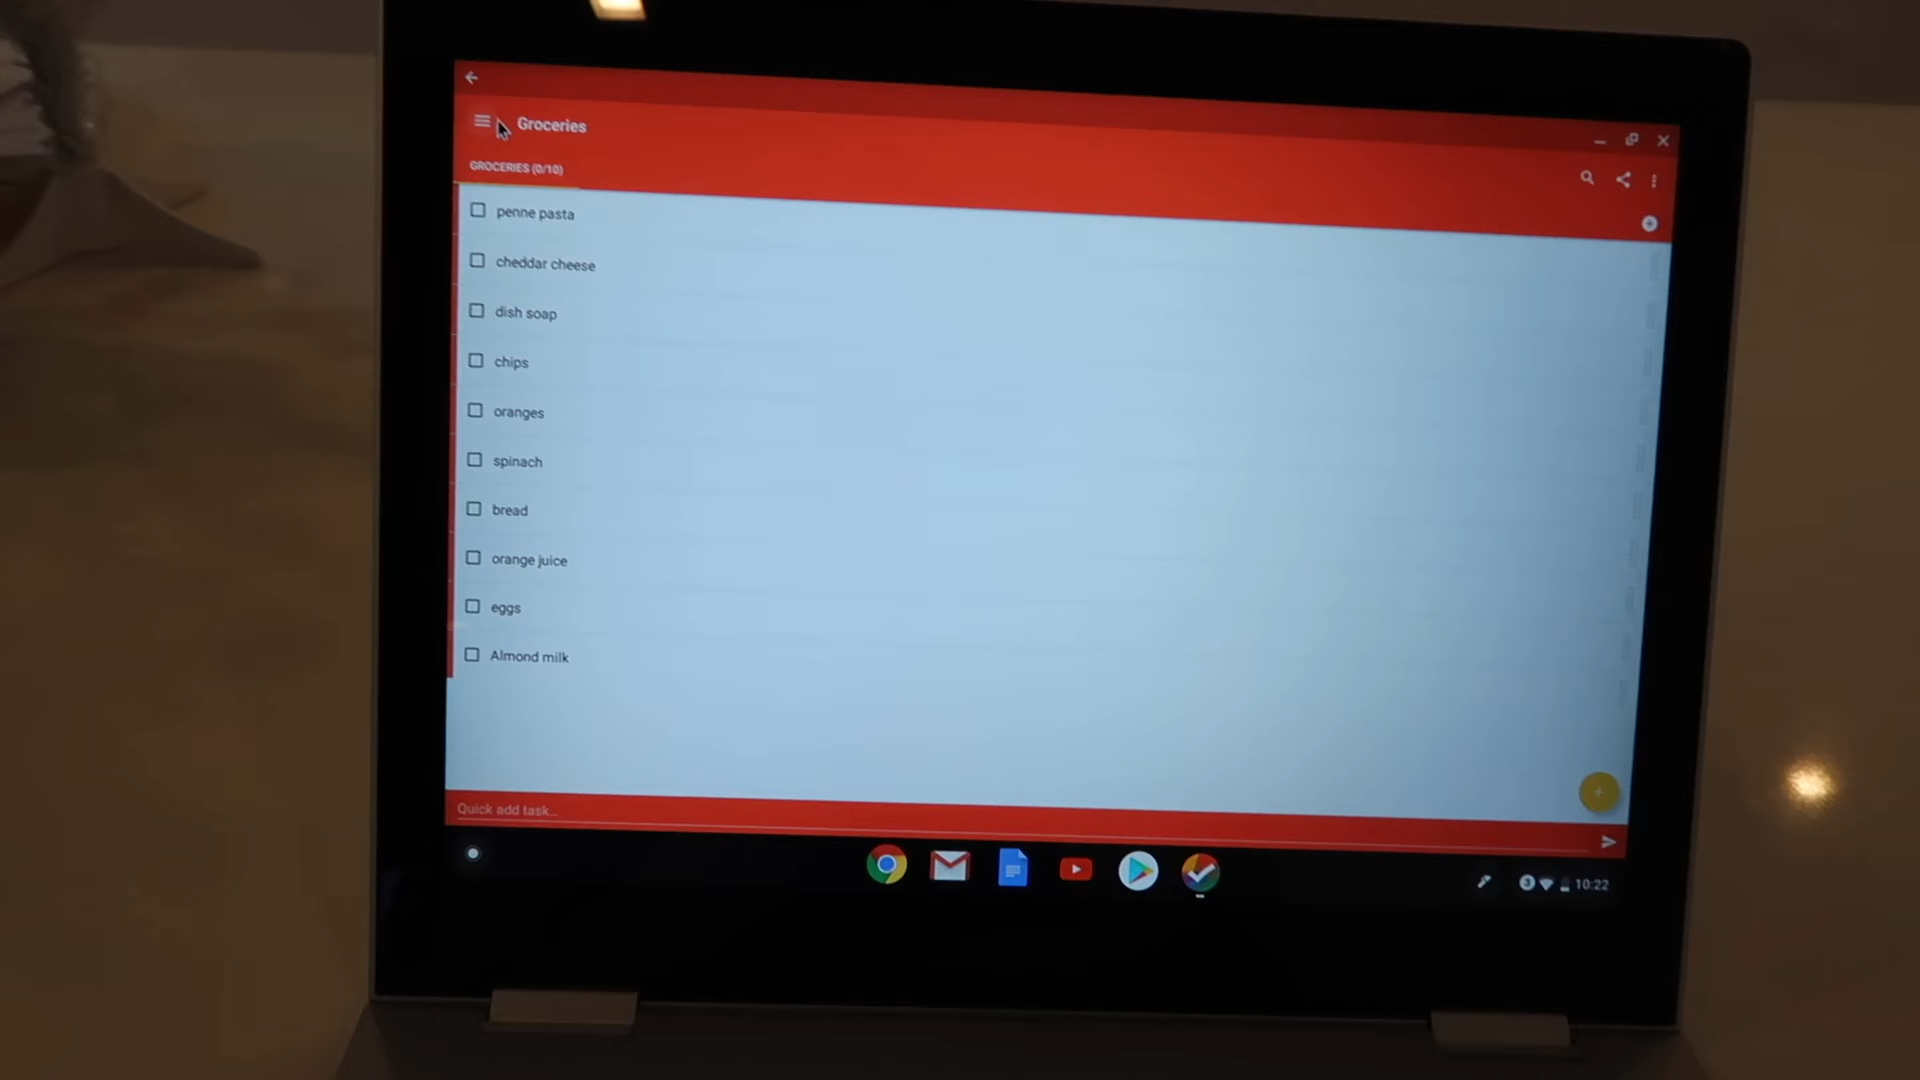 Groceries
GROCERIES (0/10)
penne pasta
cheddar cheese
dish soap
chips
oranges
spinach
bread
orange juice
eggs
Almond milk
Quick add task...
3
10:22